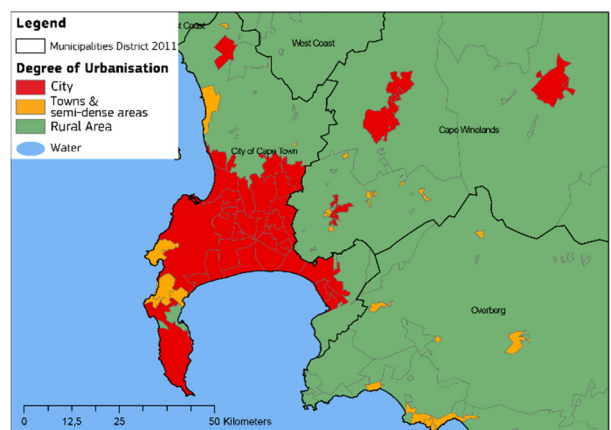 Legend
Municipalities District 2011
Degree of Urbanisation
City
Towns &
semi-dense areas
Rural Area
Water
t Coast
West Coast
City of Cape Town
Cape Winelands
Overberg
0 12,5 25 50 Kilometers